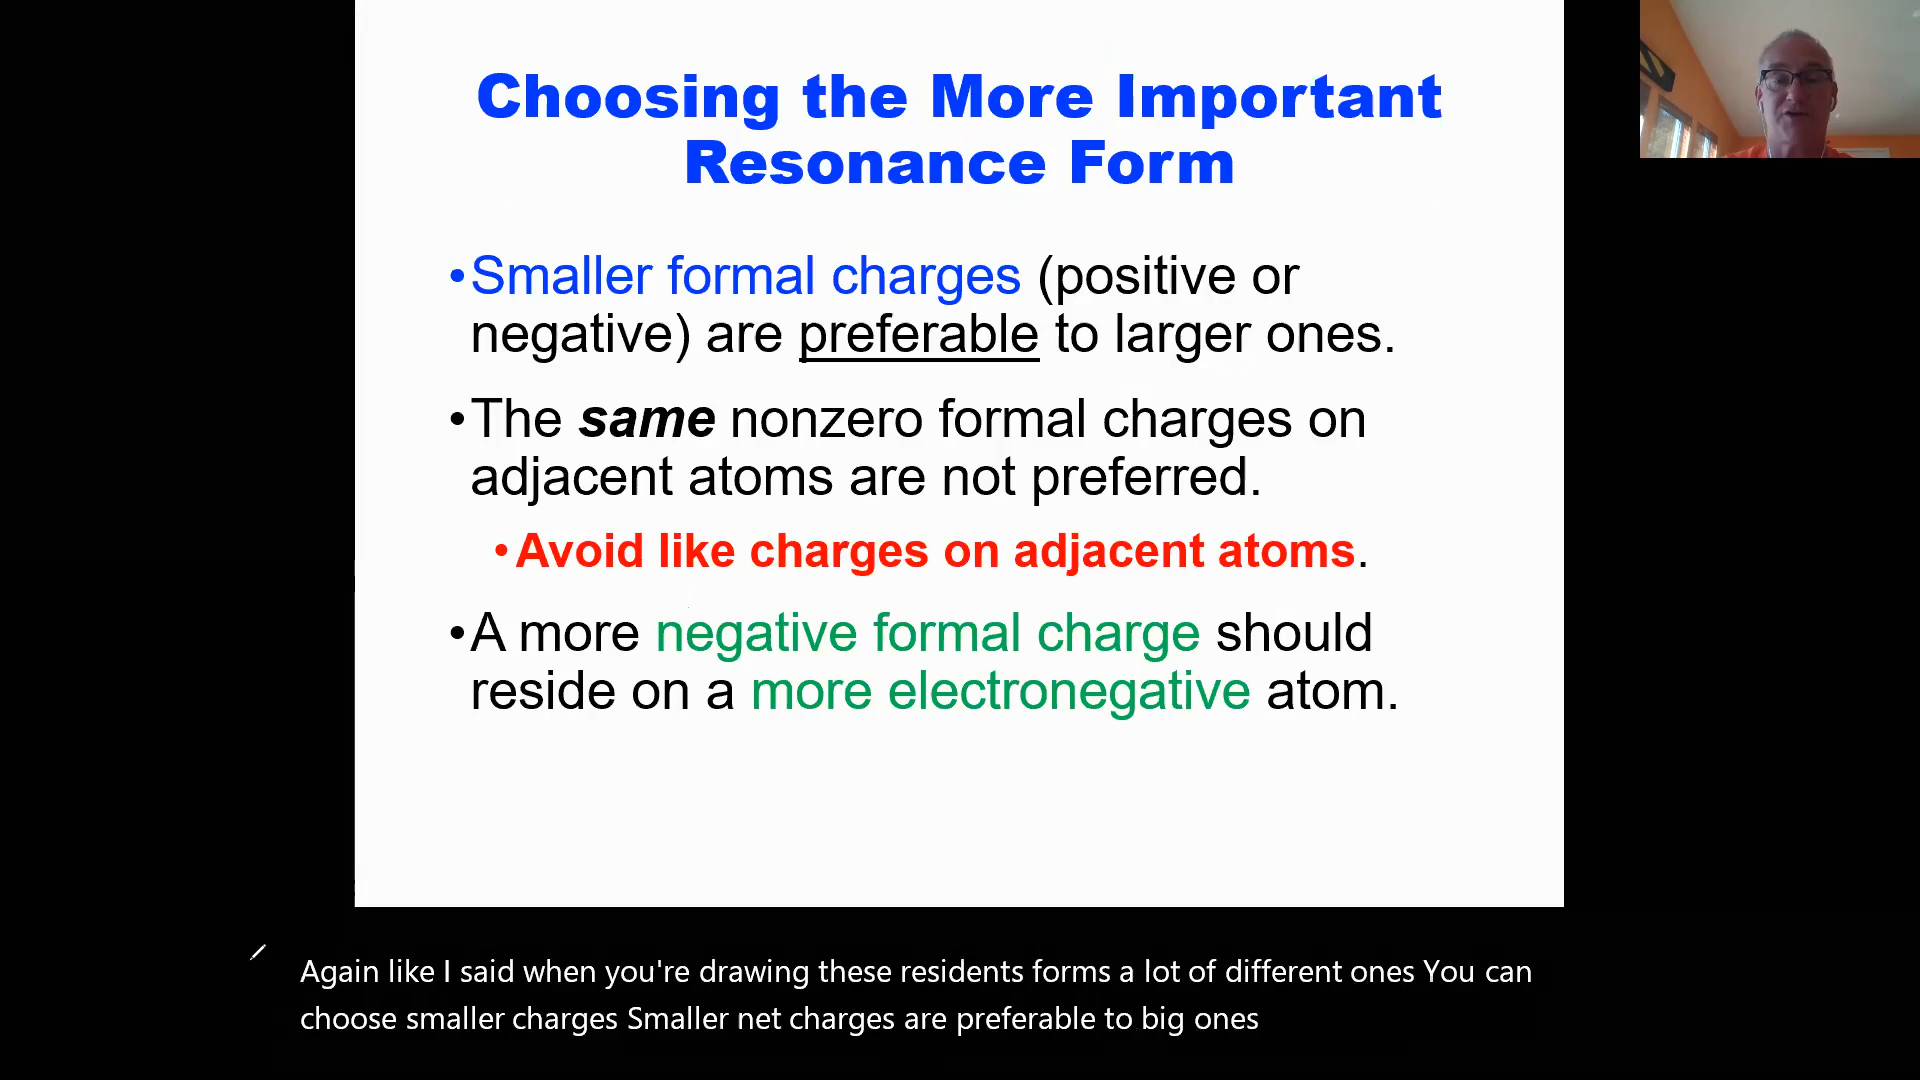 Choosing the More Important
Resonance Form
•Smaller formal charges (positive or
negative) are preferable to larger ones.
•The same nonzero formal charges on
adjacent atoms are not preferred.
•Avoid like charges on adjacent atoms.
•A more negative formal charge should
reside on a more electronegative atom.
Again like I said when you're drawing these residents forms a lot of different ones You can
choose smaller charges Smaller net charges are preferable to big ones